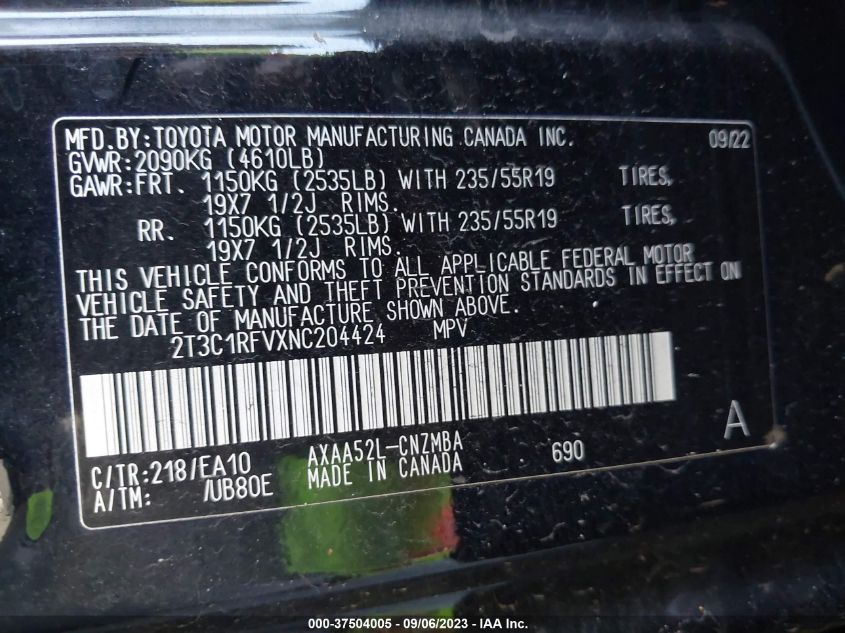 MFD.BY:TOYOTA MOTOR MANUFACTURING CANADA INC. 09/22
GVWR:2090KG (4610LB)
GAWR:FRT. 1150KG (2535LB) WITH 235/55R19 TIRES,
19X7 1/2J RIMS.
RR. 1150KG (2535LB) WITH 235/55R19 TIRES,
19X7 1/2J RIMS.
THIS VEHICLE CONFORMS TO ALL APPLICABLE FEDERAL MOTOR
VEHICLE SAFETY AND THEFT PREVENTION STANDARDS IN EFFECT ON
THE DATE OF MANUFACTURE SHOWN ABOVE.
2T3C1RFVXNC204424 MPV
A
C/TR:218/EA10 AXAA52L-CNZMBA 690
A/TM: /UB80E MADE IN CANADA
000-37504005 - 09/06/2023 - IAA Inc.